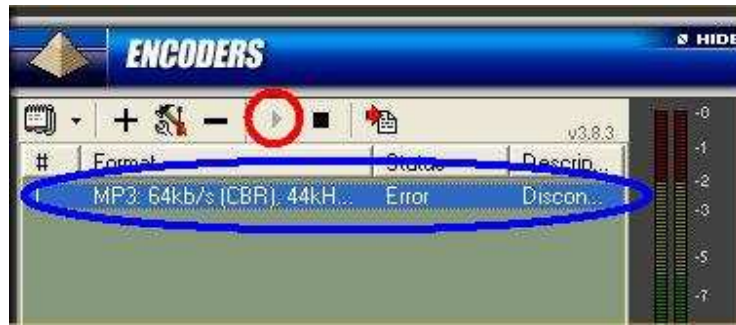 ENCODERS
HIDE
v3.8.3
# Format Status Descrip...
MP3: 64kb/s (CBR), 44kH... Error Discon...
-0
-1
-2
-3
-5
-7